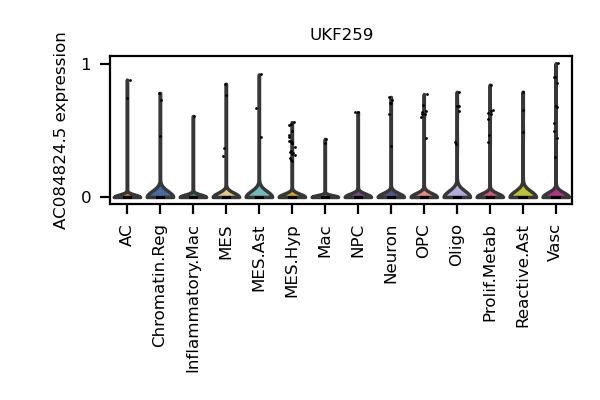 UKF259
AC084824.5 expression
1
0
AC
Chromatin.Reg
Inflammatory.Mac
MES
MES.Ast
MES.Hyp
Mac
NPC
Neuron
OPC
Oligo
Prolif.Metab
Reactive.Ast
Vasc